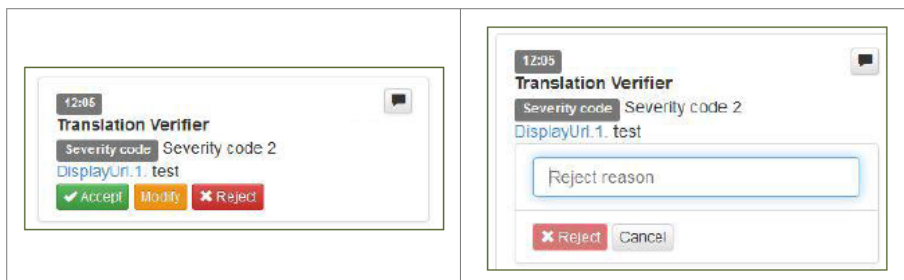 12:05
Translation Verifier
Severity code Severity code 2
DisplayUrl.1. test
Accept Modify Reject
12:05
Translation Verifier
Severity code Severity code 2
DisplayUrl.1. test
Reject reason
Reject Cancel